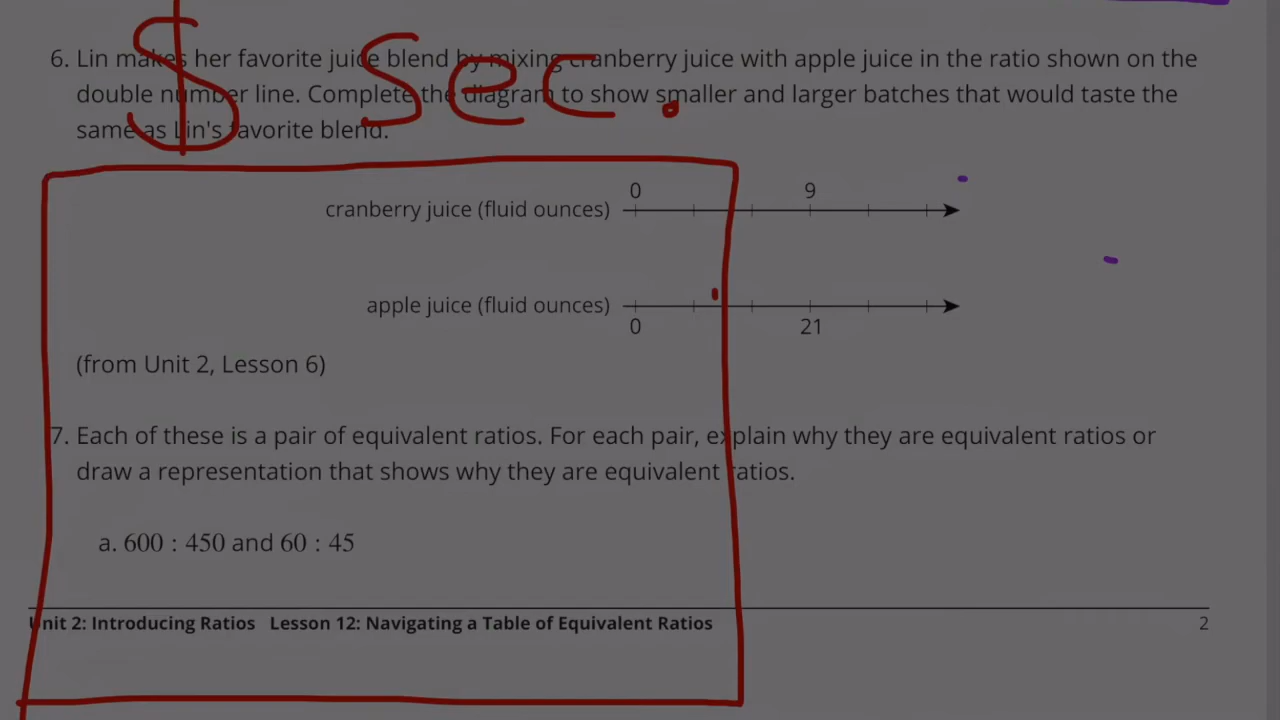 $ Sec.
6. Lin makes her favorite juice blend by mixing cranberry juice with apple juice in the ratio shown on the
double number line. Complete the diagram to show smaller and larger batches that would taste the
same as Lin's favorite blend.
0 9
cranberry juice (fluid ounces)
apple juice (fluid ounces)
0 21
(from Unit 2, Lesson 6)
7. Each of these is a pair of equivalent ratios. For each pair, explain why they are equivalent ratios or
draw a representation that shows why they are equivalent ratios.
a. 600 : 450 and 60 : 45
Unit 2: Introducing Ratios Lesson 12: Navigating a Table of Equivalent Ratios 2